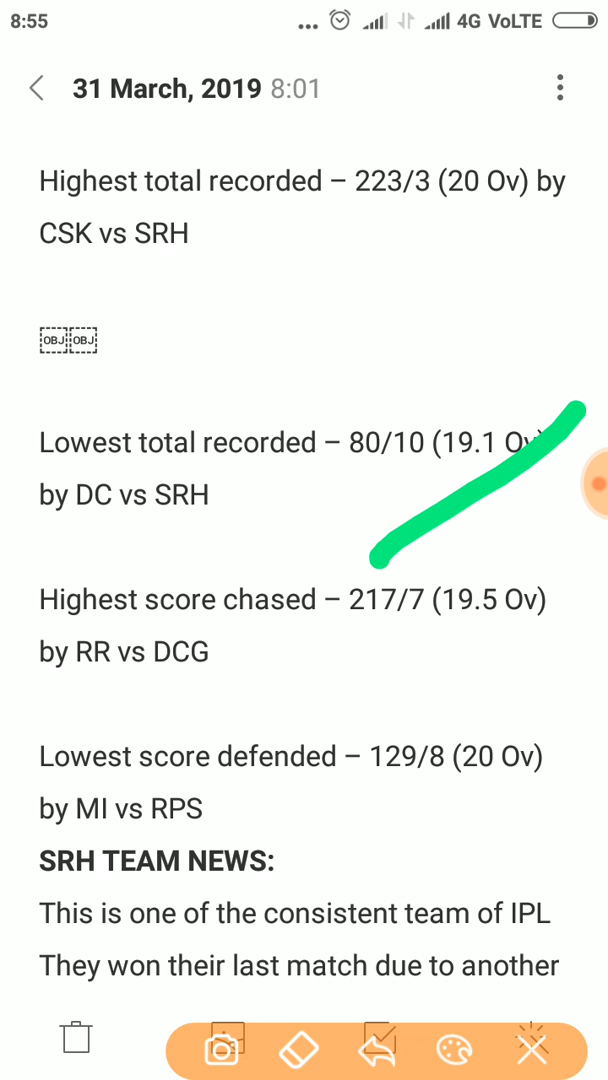 8:55 ... 4G VoLTE
31 March, 2019 8:01
Highest total recorded – 223/3 (20 Ov) by
CSK vs SRH
OBJ OBJ
Lowest total recorded – 80/10 (19.1 Ov)
by DC vs SRH
Highest score chased – 217/7 (19.5 Ov)
by RR vs DCG
Lowest score defended – 129/8 (20 Ov)
by MI vs RPS
SRH TEAM NEWS:
This is one of the consistent team of IPL
They won their last match due to another